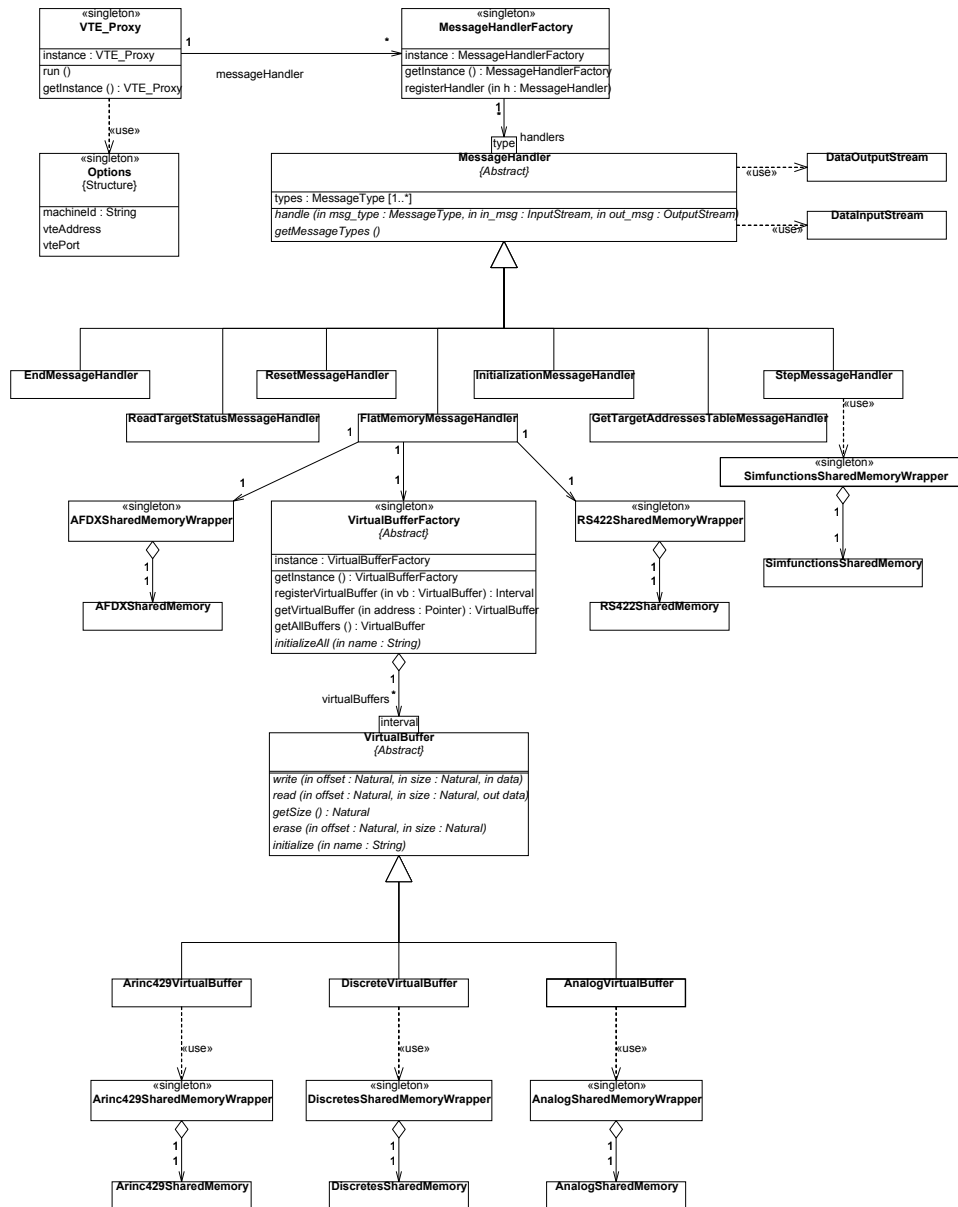 «singleton»
VTE_Proxy
instance : VTE_Proxy
run ()
getInstance () : VTE_Proxy
1
*
messageHandler
«singleton»
MessageHandlerFactory
instance : MessageHandlerFactory
getInstance () : MessageHandlerFactory
registerHandler (in h : MessageHandler)
«use»
1
*
handlers
type
«singleton»
Options
{Structure}
machineId : String
vteAddress
vtePort
MessageHandler
{Abstract}
types : MessageType [1..*]
handle (in msg_type : MessageType, in in_msg : InputStream, in out_msg : OutputStream)
getMessageTypes ()
«use»
DataOutputStream
«use»
DataInputStream
EndMessageHandler
ResetMessageHandler
InitializationMessageHandler
StepMessageHandler
ReadTargetStatusMessageHandler
FlatMemoryMessageHandler
GetTargetAddressesTableMessageHandler
«use»
1
1
1
1
1
1
«singleton»
SimfunctionsSharedMemoryWrapper
1
1
SimfunctionsSharedMemory
«singleton»
AFDXSharedMemoryWrapper
1
1
AFDXSharedMemory
«singleton»
VirtualBufferFactory
{Abstract}
instance : VirtualBufferFactory
getInstance () : VirtualBufferFactory
registerVirtualBuffer (in vb : VirtualBuffer) : Interval
getVirtualBuffer (in address : Pointer) : VirtualBuffer
getAllBuffers () : VirtualBuffer
initializeAll (in name : String)
«singleton»
RS422SharedMemoryWrapper
1
1
RS422SharedMemory
1
virtualBuffers *
interval
VirtualBuffer
{Abstract}
write (in offset : Natural, in size : Natural, in data)
read (in offset : Natural, in size : Natural, out data)
getSize () : Natural
erase (in offset : Natural, in size : Natural)
initialize (in name : String)
Arinc429VirtualBuffer
DiscreteVirtualBuffer
AnalogVirtualBuffer
«use»
«use»
«use»
«singleton»
Arinc429SharedMemoryWrapper
«singleton»
DiscretesSharedMemoryWrapper
«singleton»
AnalogSharedMemoryWrapper
1
1
1
1
1
1
Arinc429SharedMemory
DiscretesSharedMemory
AnalogSharedMemory